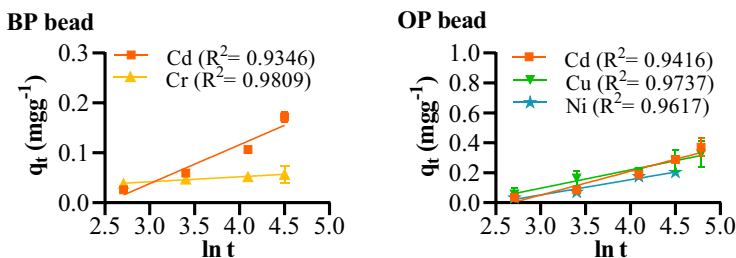 BP bead
0.3
0.2
0.1
0.0
q_t (mgg⁻¹)
Cd (R²= 0.9346)
Cr (R²= 0.9809)
2.5 3.0 3.5 4.0 4.5 5.0
ln t
OP bead
1.0
0.8
0.6
0.4
0.2
0.0
q_t (mgg⁻¹)
Cd (R²= 0.9416)
Cu (R²= 0.9737)
Ni (R²= 0.9617)
2.5 3.0 3.5 4.0 4.5 5.0
ln t